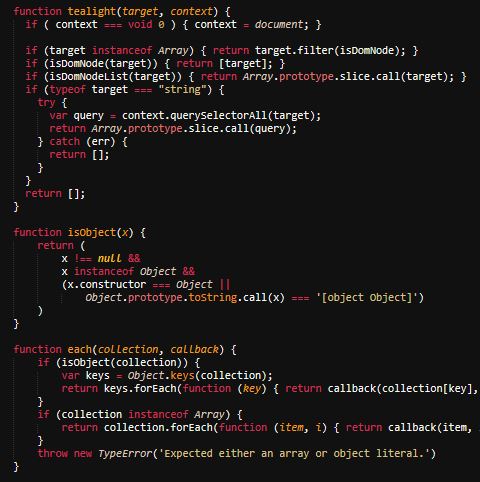 function tealight(target, context) {
if ( context === void 0 ) { context = document; }
if (target instanceof Array) { return target.filter(isDomNode); }
if (isDomNode(target)) { return [target]; }
if (isDomNodeList(target)) { return Array.prototype.slice.call(target); }
if (typeof target === "string") {
try {
var query = context.querySelectorAll(target);
return Array.prototype.slice.call(query);
} catch (err) {
return [];
}
}
return [];
}
function isObject(x) {
return (
x !== null &&
x instanceof Object &&
(x.constructor === Object ||
Object.prototype.toString.call(x) === '[object Object]')
)
}
function each(collection, callback) {
if (isObject(collection)) {
var keys = Object.keys(collection);
return keys.forEach(function (key) { return callback(collection[key],
}
if (collection instanceof Array) {
return collection.forEach(function (item, i) { return callback(item,
}
throw new TypeError('Expected either an array or object literal.')
}